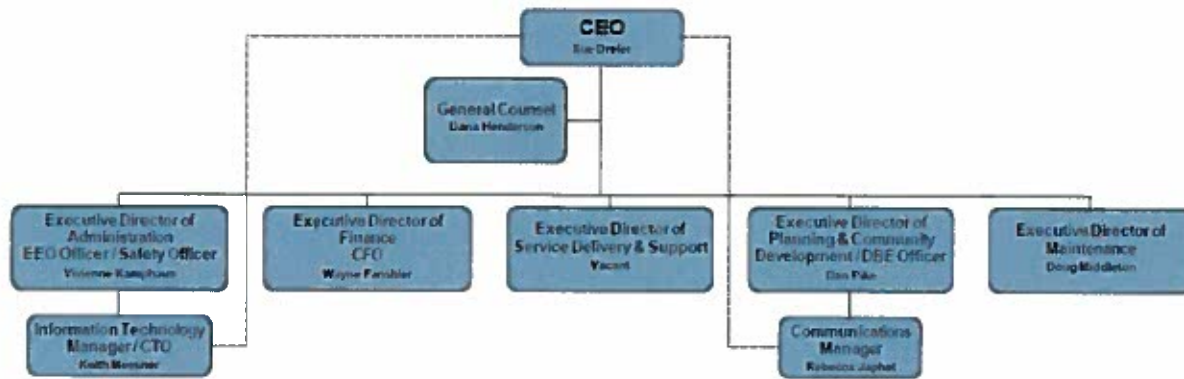 CEO
Sue Dreier
General Counsel
Dana Henderson
Executive Director of
Administration
EEO Officer / Safety Officer
Vivienne Kamphaus
Executive Director of
Finance
CFO
Wayne Fanshler
Executive Director of
Service Delivery & Support
Vacant
Executive Director of
Planning & Community
Development / DBE Officer
Dan Pike
Executive Director of
Maintenance
Doug Middleton
Information Technology
Manager / CTO
Keith Messner
Communications
Manager
Rebecca Japhet